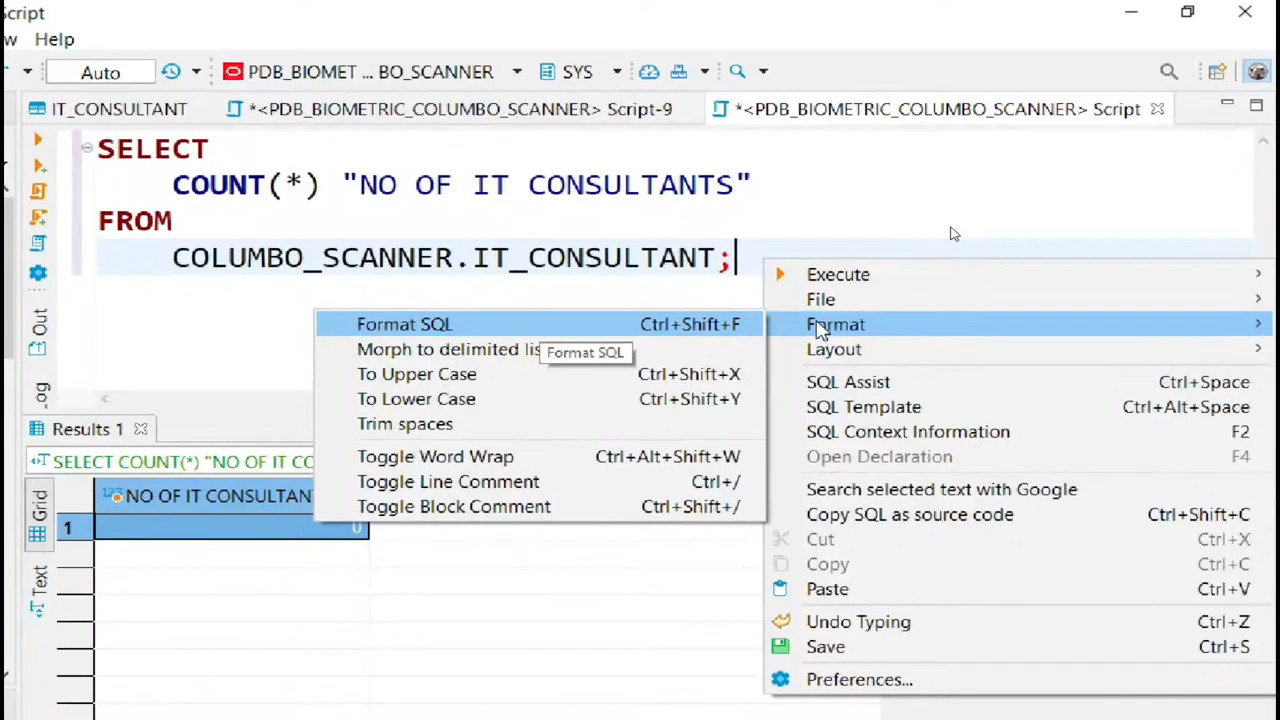 Script
w Help
Auto PDB_BIOMET ... BO_SCANNER SYS
IT_CONSULTANT *<PDB_BIOMETRIC_COLUMBO_SCANNER> Script-9 *<PDB_BIOMETRIC_COLUMBO_SCANNER> Script
SELECT
COUNT(*) "NO OF IT CONSULTANTS"
FROM
COLUMBO_SCANNER.IT_CONSULTANT;
Execute
File
Format
Layout
SQL Assist Ctrl+Space
SQL Template Ctrl+Alt+Space
SQL Context Information F2
Open Declaration F4
Search selected text with Google
Copy SQL as source code Ctrl+Shift+C
Cut Ctrl+X
Copy Ctrl+C
Paste Ctrl+V
Undo Typing Ctrl+Z
Save Ctrl+S
Preferences...
Format SQL Ctrl+Shift+F
Morph to delimited lis
Format SQL
To Upper Case Ctrl+Shift+X
To Lower Case Ctrl+Shift+Y
Trim spaces
Toggle Word Wrap Ctrl+Alt+Shift+W
Toggle Line Comment Ctrl+/
Toggle Block Comment Ctrl+Shift+/
Out
.og
Results 1
SELECT COUNT(*) "NO OF IT CO
Grid
Text
123 NO OF IT CONSULTAN
1 0